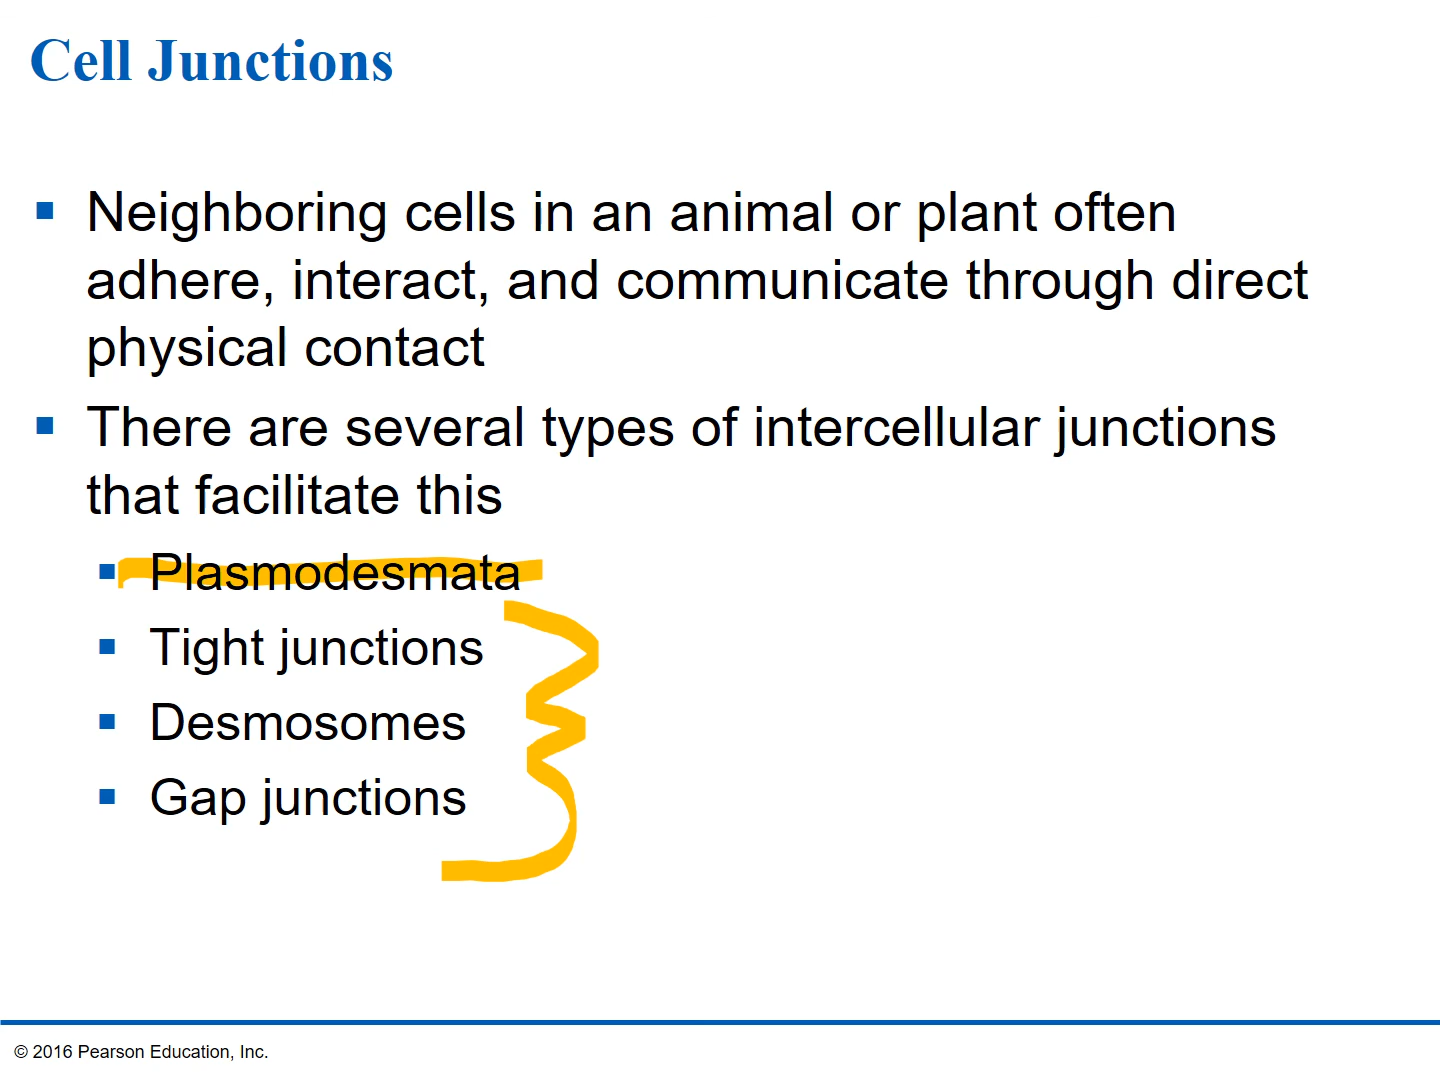 Cell Junctions
Neighboring cells in an animal or plant often
adhere, interact, and communicate through direct
physical contact
There are several types of intercellular junctions
that facilitate this
Plasmodesmata
Tight junctions
Desmosomes
Gap junctions
© 2016 Pearson Education, Inc.